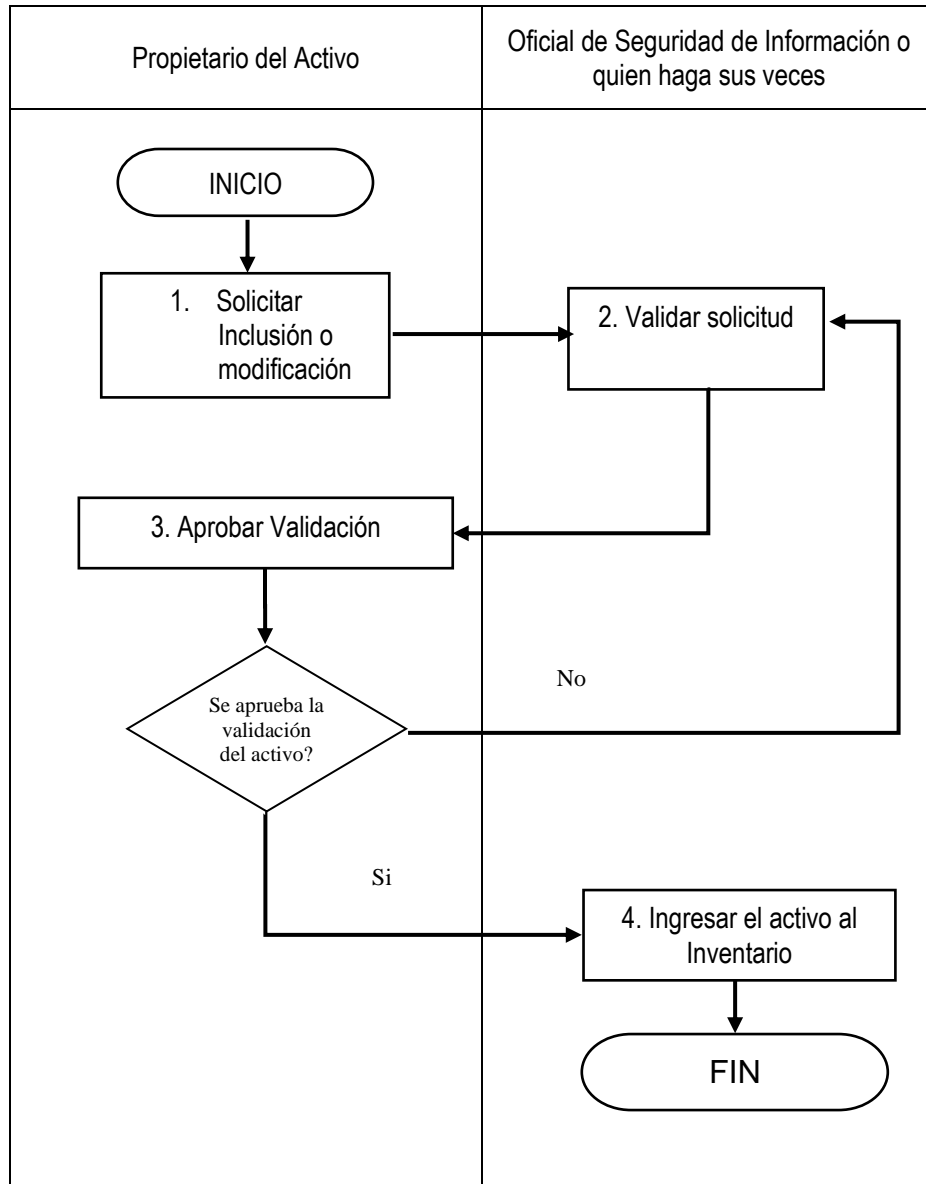 Propietario del Activo
Oficial de Seguridad de Información o
quien haga sus veces
INICIO
1. Solicitar
Inclusión o
modificación
2. Validar solicitud
3. Aprobar Validación
Se aprueba la
validación
del activo?
No
Si
4. Ingresar el activo al
Inventario
FIN